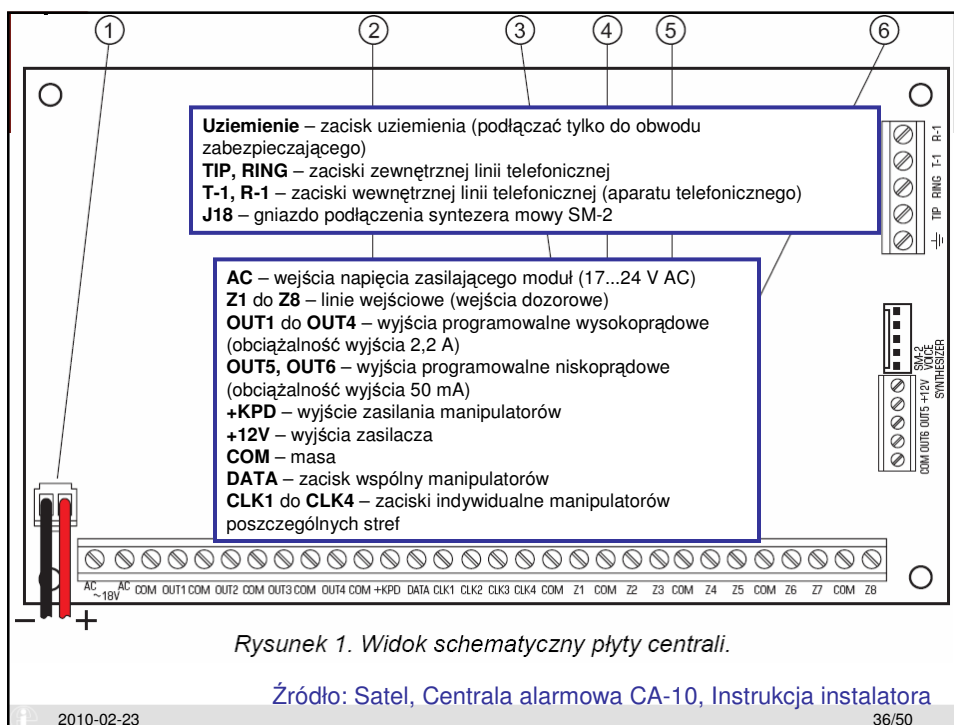 1 2 3 4 5 6
Uziemienie – zacisk uziemienia (podłączać tylko do obwodu
zabezpieczającego)
TIP, RING – zaciski zewnętrznej linii telefonicznej
T-1, R-1 – zaciski wewnętrznej linii telefonicznej (aparatu telefonicznego)
J18 – gniazdo podłączenia syntezera mowy SM-2
TIP RING T-1 R-1
AC – wejścia napięcia zasilającego moduł (17...24 V AC)
Z1 do Z8 – linie wejściowe (wejścia dozorowe)
OUT1 do OUT4 – wyjścia programowalne wysokoprądowe
(obciążalność wyjścia 2,2 A)
OUT5, OUT6 – wyjścia programowalne niskoprądowe
(obciążalność wyjścia 50 mA)
+KPD – wyjście zasilania manipulatorów
+12V – wyjścia zasilacza
COM – masa
DATA – zacisk wspólny manipulatorów
CLK1 do CLK4 – zaciski indywidualne manipulatorów
poszczególnych stref
SM-2
VOICE
SYNTHESIZER
COM OUT6 OUT5 +12V
AC AC COM OUT1 COM OUT2 COM OUT3 COM OUT4 COM +KPD DATA CLK1 CLK2 CLK3 CLK4 COM Z1 COM Z2 Z3 COM Z4 Z5 COM Z6 Z7 COM Z8
~18V
– +
Rysunek 1. Widok schematyczny płyty centrali.
Źródło: Satel, Centrala alarmowa CA-10, Instrukcja instalatora
2010-02-23 36/50